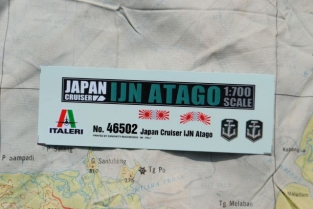 JAPAN
CRUISER
IJN ATAGO
1:700
SCALE
ITALERI
No. 46502 Japan Cruiser IJN Atago
P Sampadi
G. Santubong
Tg Po
Tg. Melabau